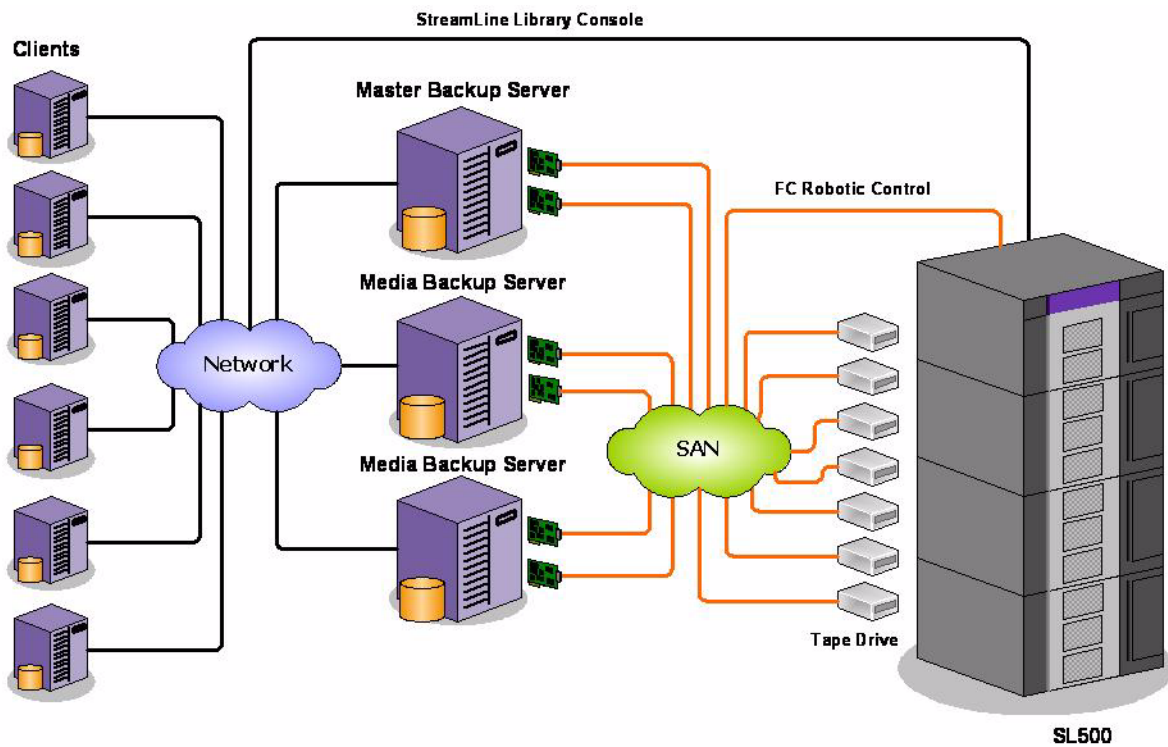 StreamLine Library Console
Clients
Master Backup Server
FC Robotic Control
Media Backup Server
Network
SAN
Media Backup Server
Tape Drive
SL500